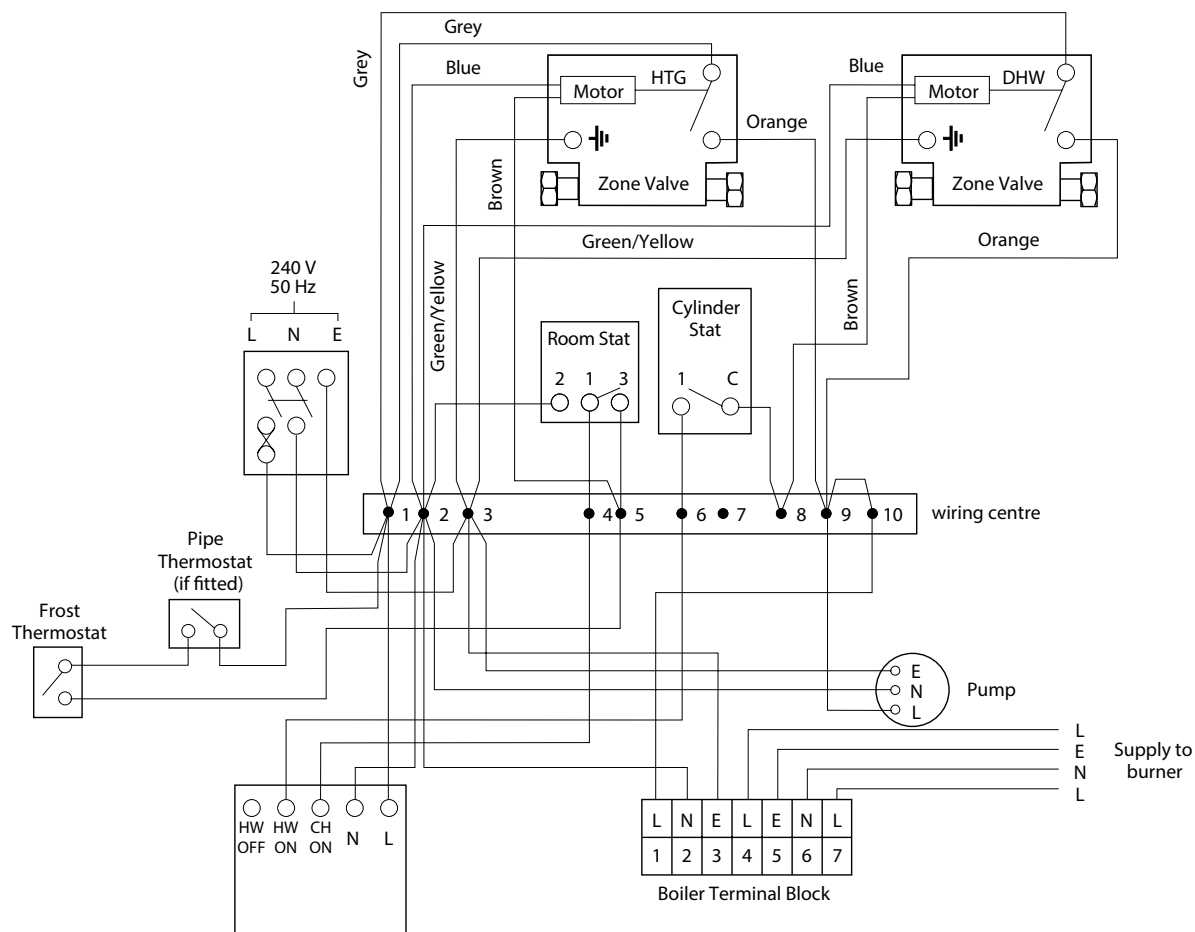 Grey
Grey
Blue
HTG
Motor
Blue
DHW
Motor
Orange
Brown
Zone Valve
Zone Valve
Green/Yellow
Orange
240 V
50 Hz
L N E
Green/Yellow
Brown
Cylinder
Stat
Room Stat
2 1 3
1 C
1 2 3 4 5 6 7 8 9 10
wiring centre
Pipe
Thermostat
(if fitted)
Frost
Thermostat
E
N
L
Pump
L
E
N
L
Supply to
burner
HW
OFF
HW
ON
CH
ON
N
L
L N E L E N L
1 2 3 4 5 6 7
Boiler Terminal Block